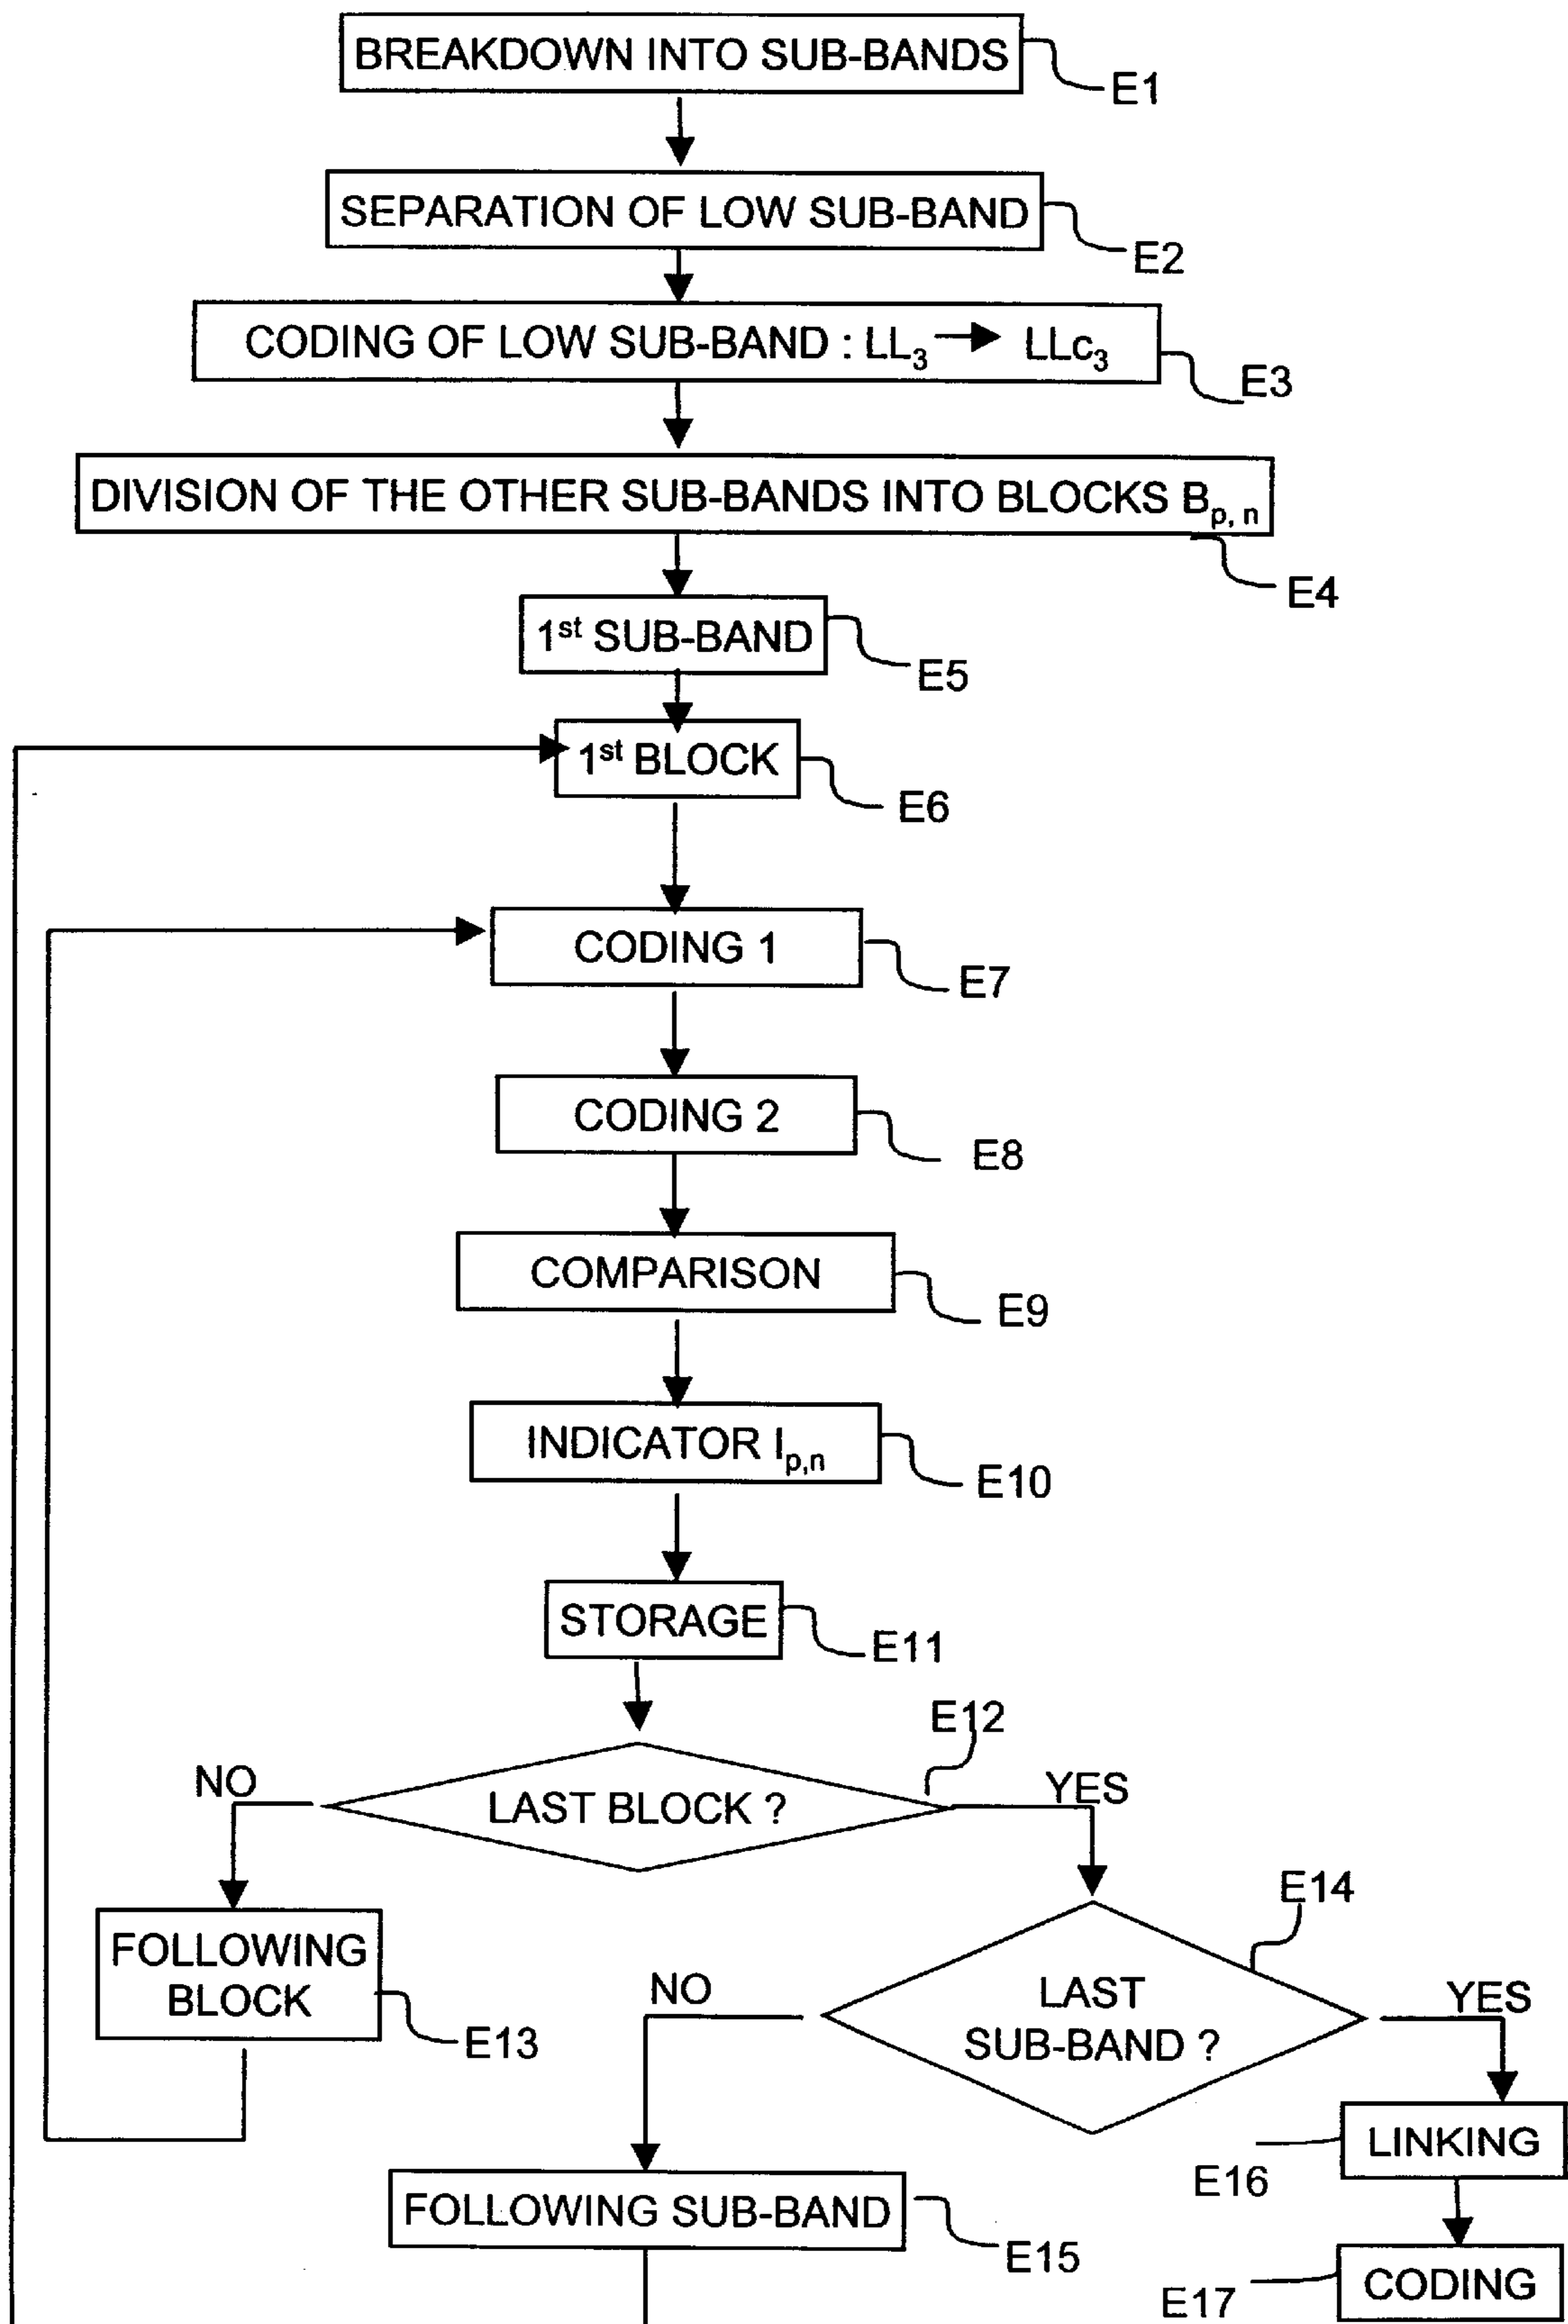 BREAKDOWN INTO SUB-BANDS
E1
SEPARATION OF LOW SUB-BAND
E2
CODING OF LOW SUB-BAND : LL₃ → LLc₃
E3
DIVISION OF THE OTHER SUB-BANDS INTO BLOCKS Bp, n
E4
1st SUB-BAND
E5
1st BLOCK
E6
CODING 1
E7
CODING 2
E8
COMPARISON
E9
INDICATOR Ip,n
E10
STORAGE
E11
E12
NO
LAST BLOCK ?
YES
E14
FOLLOWING
BLOCK
E13
NO
LAST
SUB-BAND ?
YES
LINKING
E16
FOLLOWING SUB-BAND
E15
CODING
E17